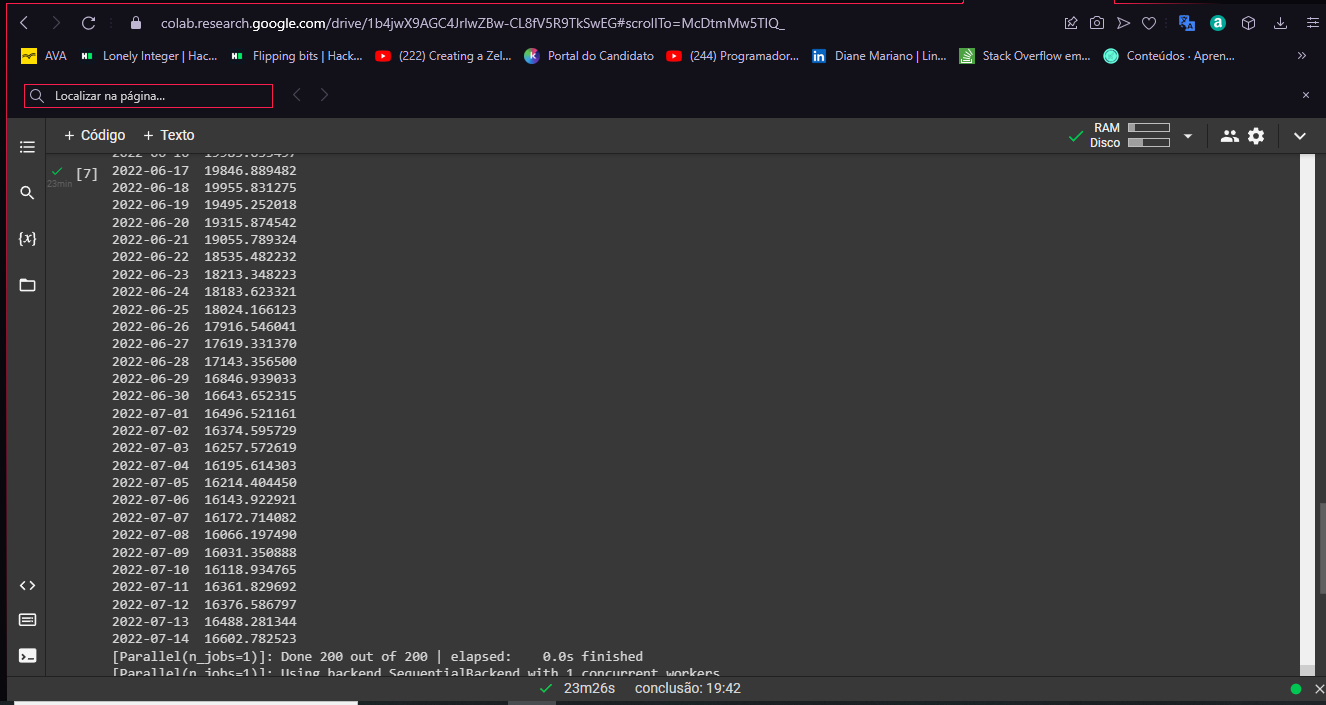 colab.research.google.com/drive/1b4jwX9AGC4JrlwZBw-CL8fV5R9TkSwEG#scrollTo=McDtmMw5TIQ_
AVA Lonely Integer | Hac... Flipping bits | Hack... (222) Creating a Zel... Portal do Candidato (244) Programador... Diane Mariano | Lin... Stack Overflow em... Conteúdos · Apren... »
Localizar na página...
+ Código + Texto
RAM
Disco
23min
[7]
2022-06-17 19846.889482
2022-06-18 19955.831275
2022-06-19 19495.252018
2022-06-20 19315.874542
2022-06-21 19055.789324
2022-06-22 18535.482232
2022-06-23 18213.348223
2022-06-24 18183.623321
2022-06-25 18024.166123
2022-06-26 17916.546041
2022-06-27 17619.331370
2022-06-28 17143.356500
2022-06-29 16846.939033
2022-06-30 16643.652315
2022-07-01 16496.521161
2022-07-02 16374.595729
2022-07-03 16257.572619
2022-07-04 16195.614303
2022-07-05 16214.404450
2022-07-06 16143.922921
2022-07-07 16172.714082
2022-07-08 16066.197490
2022-07-09 16031.350888
2022-07-10 16118.934765
2022-07-11 16361.829692
2022-07-12 16376.586797
2022-07-13 16488.281344
2022-07-14 16602.782523
[Parallel(n_jobs=1)]: Done 200 out of 200 | elapsed: 0.0s finished
[Parallel(n_jobs=1)]: Using backend SequentialBackend with 1 concurrent workers
23m26s conclusão: 19:42